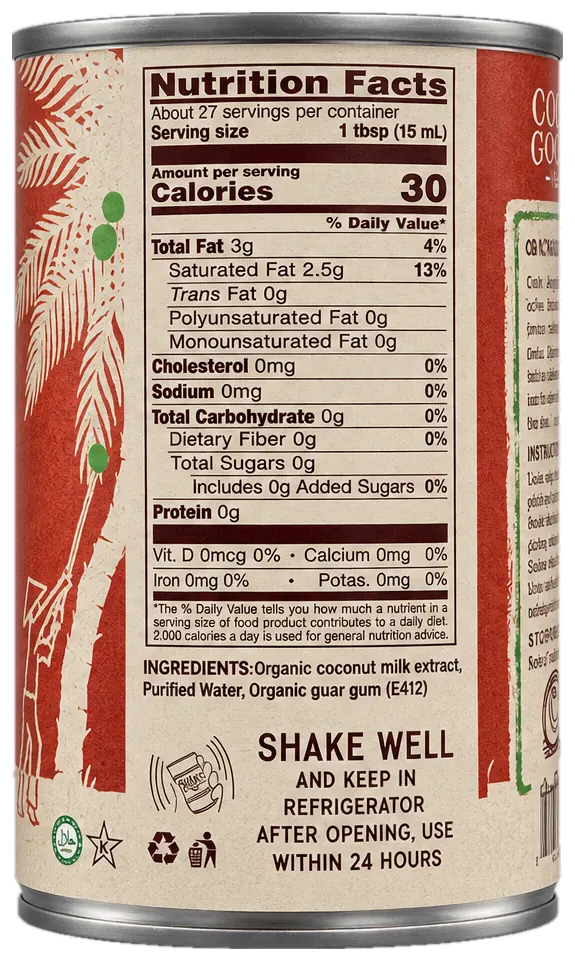 Nutrition Facts
About 27 servings per container
Serving size 1 tbsp (15 mL)
Amount per serving
Calories 30
% Daily Value*
Total Fat 3g 4%
Saturated Fat 2.5g 13%
Trans Fat 0g
Polyunsaturated Fat 0g
Monounsaturated Fat 0g
Cholesterol 0mg 0%
Sodium 0mg 0%
Total Carbohydrate 0g 0%
Dietary Fiber 0g 0%
Total Sugars 0g
Includes 0g Added Sugars 0%
Protein 0g
Vit. D 0mcg 0% • Calcium 0mg 0%
Iron 0mg 0% • Potas. 0mg 0%
*The % Daily Value tells you how much a nutrient in a
serving size of food product contributes to a daily diet.
2.000 calories a day is used for general nutrition advice.
INGREDIENTS:Organic coconut milk extract,
Purified Water, Organic guar gum (E412)
SHAKE WELL
AND KEEP IN
REFRIGERATOR
AFTER OPENING, USE
WITHIN 24 HOURS
حلال
K